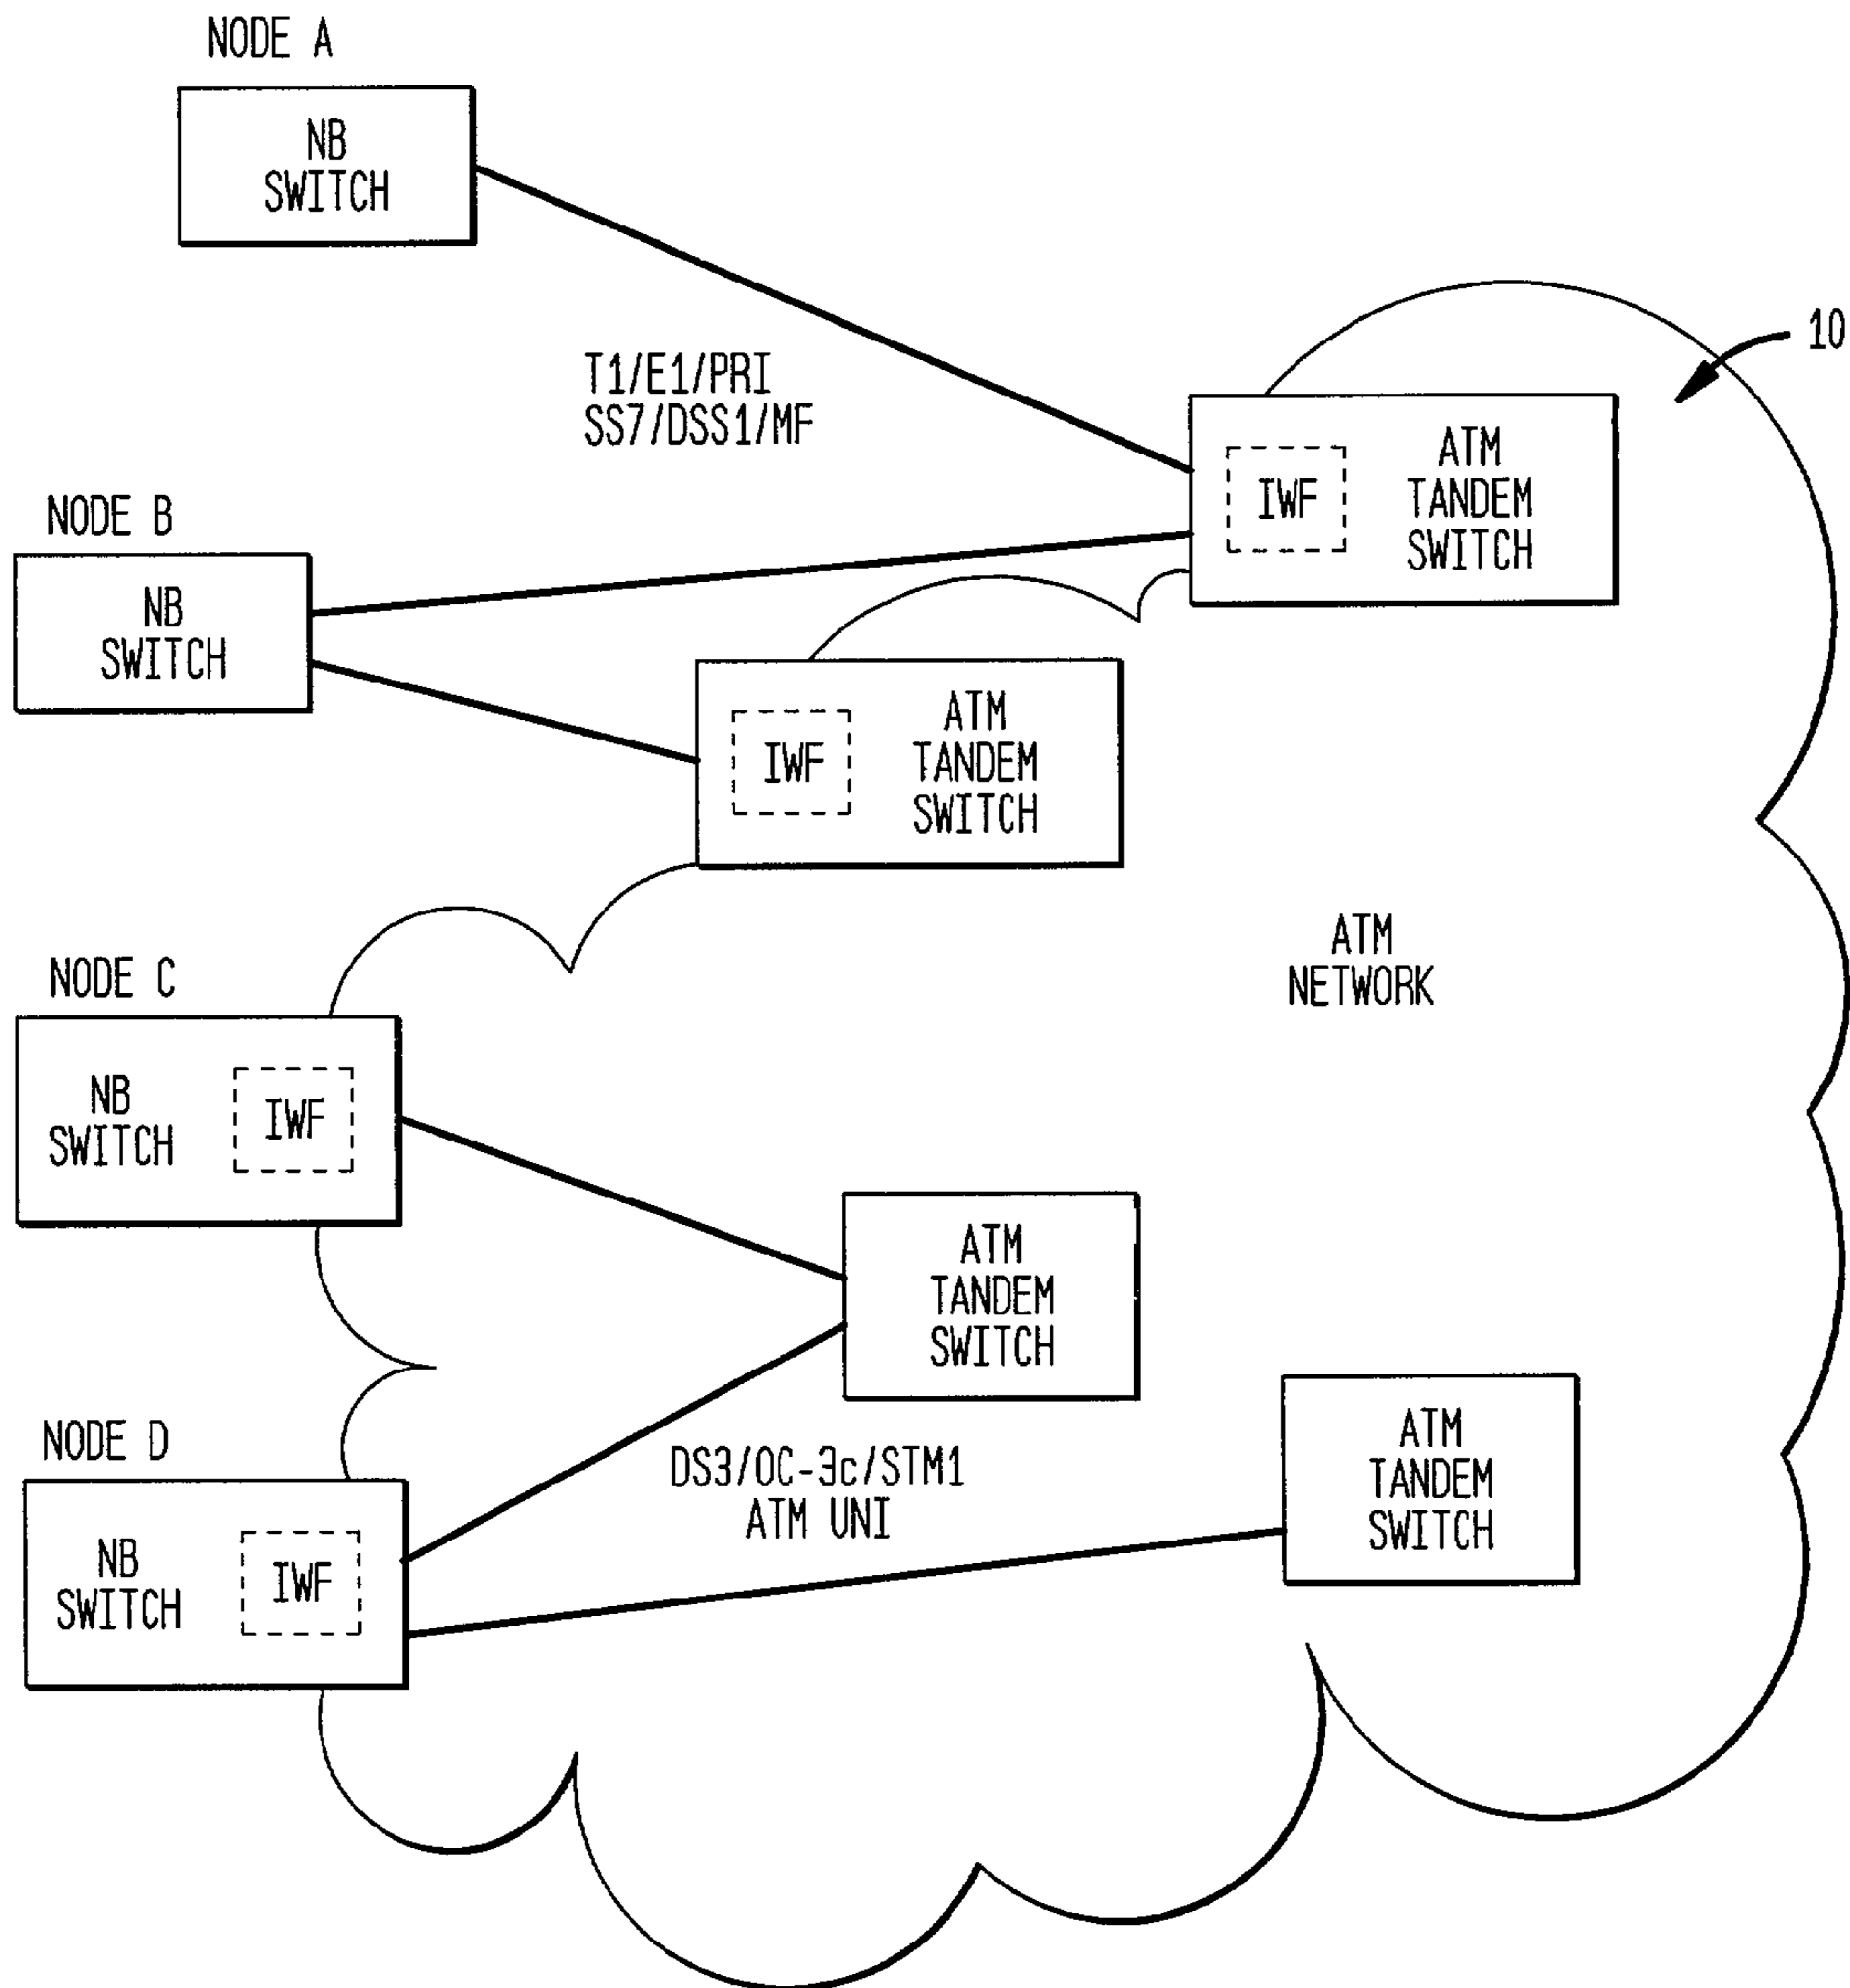 NODE A
NB
SWITCH
10
T1/E1/PRI
SS7/DSS1/MF
IWF
ATM
TANDEM
SWITCH
NODE B
NB
SWITCH
IWF
ATM
TANDEM
SWITCH
ATM
NETWORK
NODE C
NB
SWITCH
IWF
ATM
TANDEM
SWITCH
NODE D
NB
SWITCH
IWF
DS3/OC-3c/STM1
ATM UNI
ATM
TANDEM
SWITCH